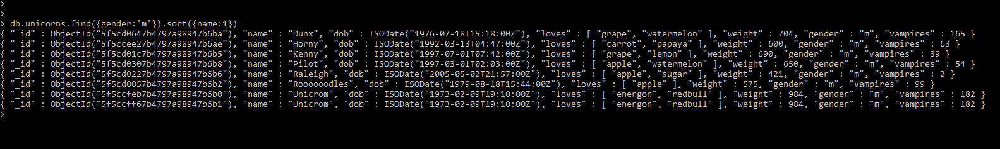 >
>
> db.unicorns.find({gender:'m'}).sort({name:1})
{ "_id" : ObjectId("5f5cd0647b4797a98947b6ba"), "name" : "Dunx", "dob" : ISODate("1976-07-18T15:18:00Z"), "loves" : [ "grape", "watermelon" ], "weight" : 704, "gender" : "m", "vampires" : 165 }
{ "_id" : ObjectId("5f5ccee27b4797a98947b6ae"), "name" : "Horny", "dob" : ISODate("1992-03-13T04:47:00Z"), "loves" : [ "carrot", "papaya" ], "weight" : 600, "gender" : "m", "vampires" : 63 }
{ "_id" : ObjectId("5f5cd01c7b4797a98947b6b5"), "name" : "Kenny", "dob" : ISODate("1997-07-01T07:42:00Z"), "loves" : [ "grape", "lemon" ], "weight" : 690, "gender" : "m", "vampires" : 39 }
{ "_id" : ObjectId("5f5cd0307b4797a98947b6b8"), "name" : "Pilot", "dob" : ISODate("1997-03-01T02:03:00Z"), "loves" : [ "apple", "watermelon" ], "weight" : 650, "gender" : "m", "vampires" : 54 }
{ "_id" : ObjectId("5f5cd0227b4797a98947b6b6"), "name" : "Raleigh", "dob" : ISODate("2005-05-02T21:57:00Z"), "loves" : [ "apple", "sugar" ], "weight" : 421, "gender" : "m", "vampires" : 2 }
{ "_id" : ObjectId("5f5cd0057b4797a98947b6b2"), "name" : "Roooooodles", "dob" : ISODate("1979-08-18T15:44:00Z"), "loves" : [ "apple" ], "weight" : 575, "gender" : "m", "vampires" : 99 }
{ "_id" : ObjectId("5f5ccfeb7b4797a98947b6b0"), "name" : "Unicrom", "dob" : ISODate("1973-02-09T19:10:00Z"), "loves" : [ "energon", "redbull" ], "weight" : 984, "gender" : "m", "vampires" : 182 }
{ "_id" : ObjectId("5f5ccff67b4797a98947b6b1"), "name" : "Unicrom", "dob" : ISODate("1973-02-09T19:10:00Z"), "loves" : [ "energon", "redbull" ], "weight" : 984, "gender" : "m", "vampires" : 182 }
>